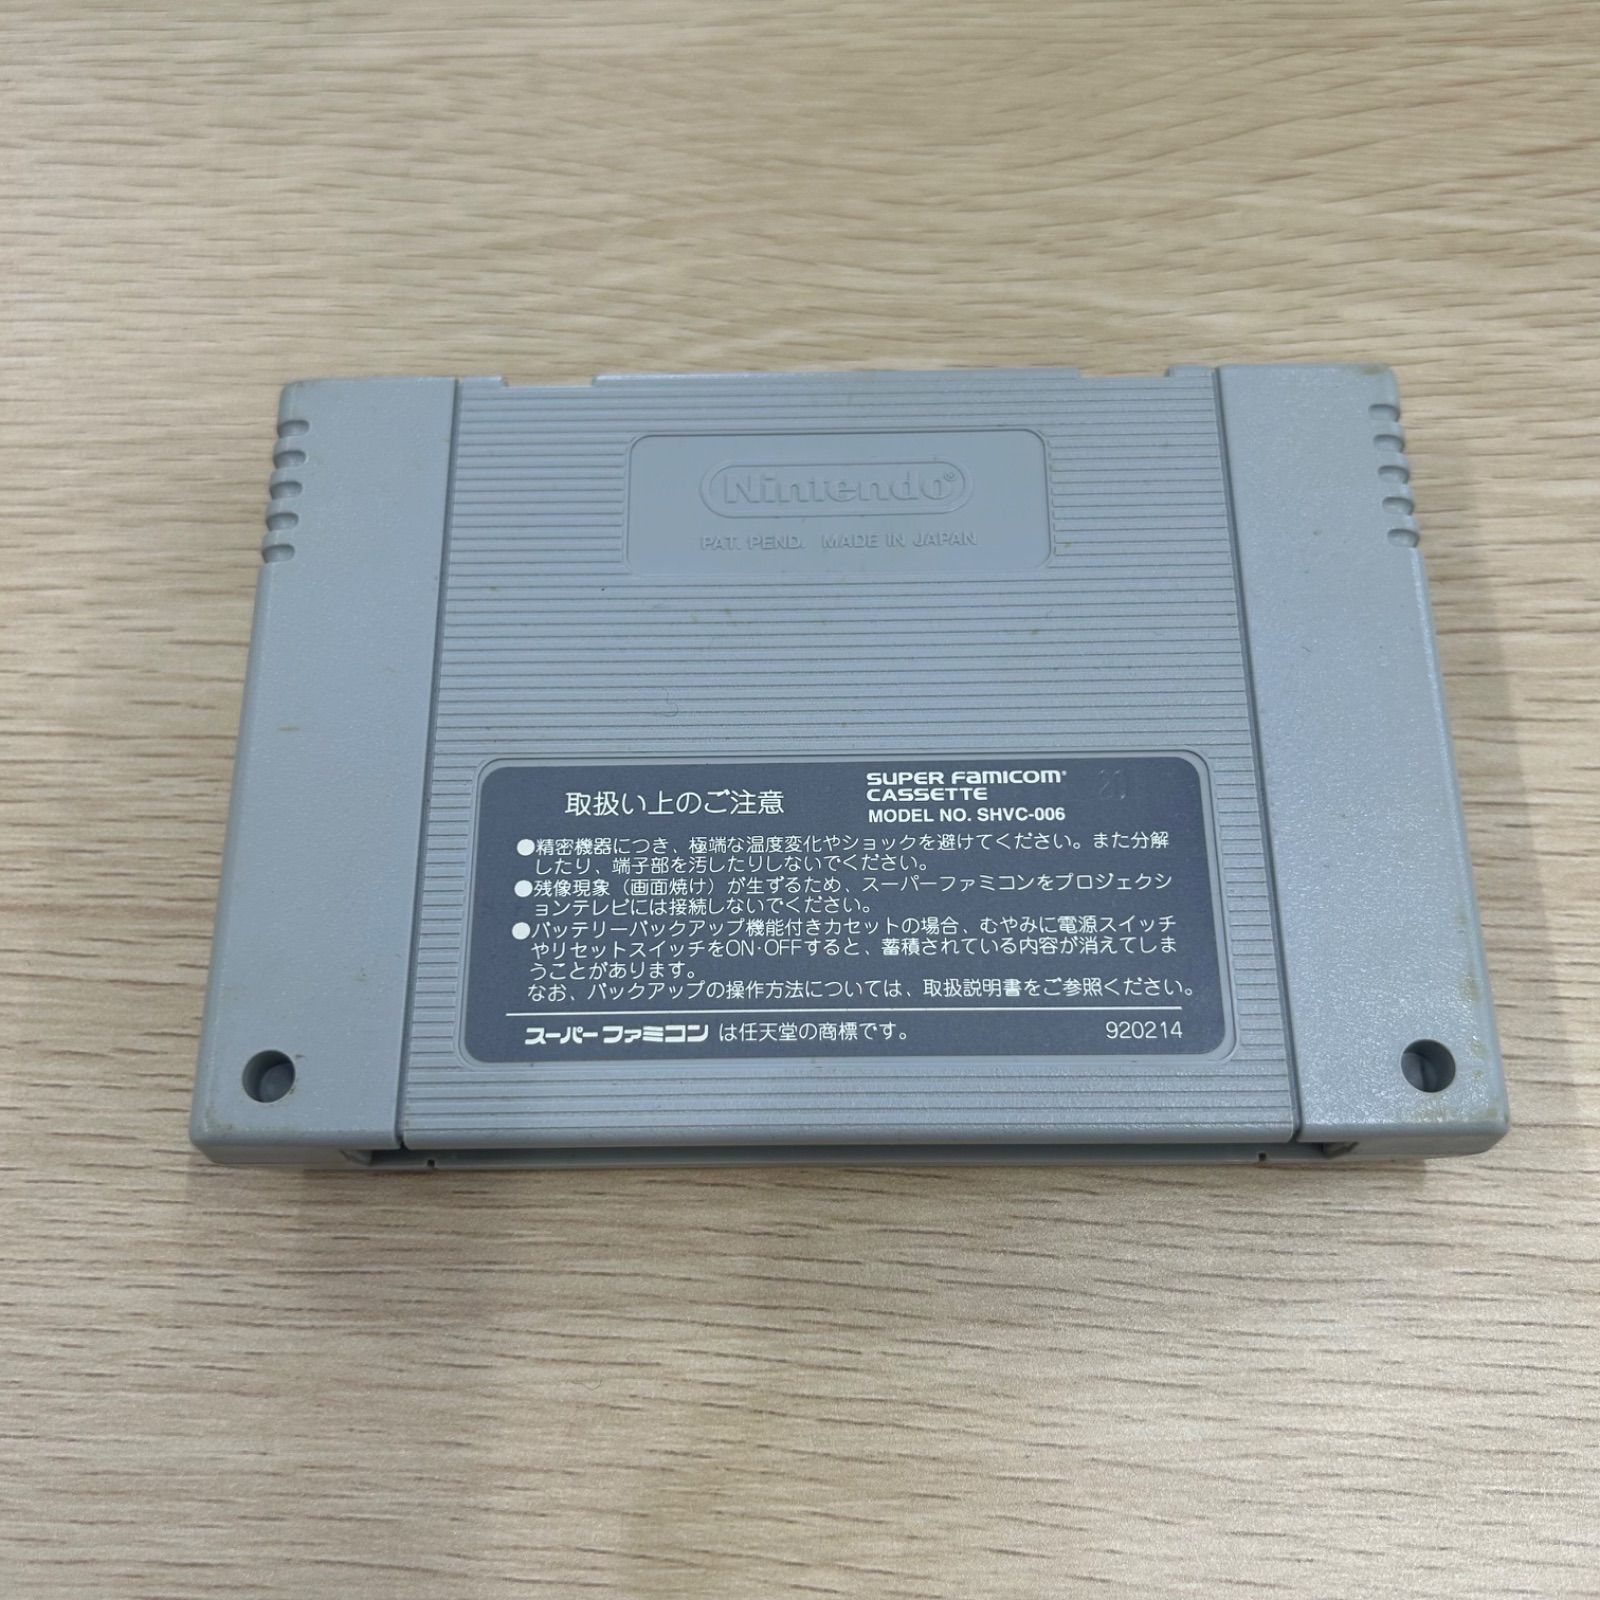 Nintendo®
PAT. PEND. MADE IN JAPAN
取扱い上のご注意
SUPER FAMICOM®
CASSETTE
MODEL NO. SHVC-006
20
●精密機器につき、極端な温度変化やショックを避けてください。また分解
したり、端子部を汚したりしないでください。
●残像現象（画面焼け）が生ずるため、スーパーファミコンをプロジェクシ
ョンテレビには接続しないでください。
●バッテリーバックアップ機能付きカセットの場合、むやみに電源スイッチ
やリセットスイッチをON・OFFすると、蓄積されている内容が消えてしま
うことがあります。
なお、バックアップの操作方法については、取扱説明書をご参照ください。
スーパーファミコン は任天堂の商標です。
920214